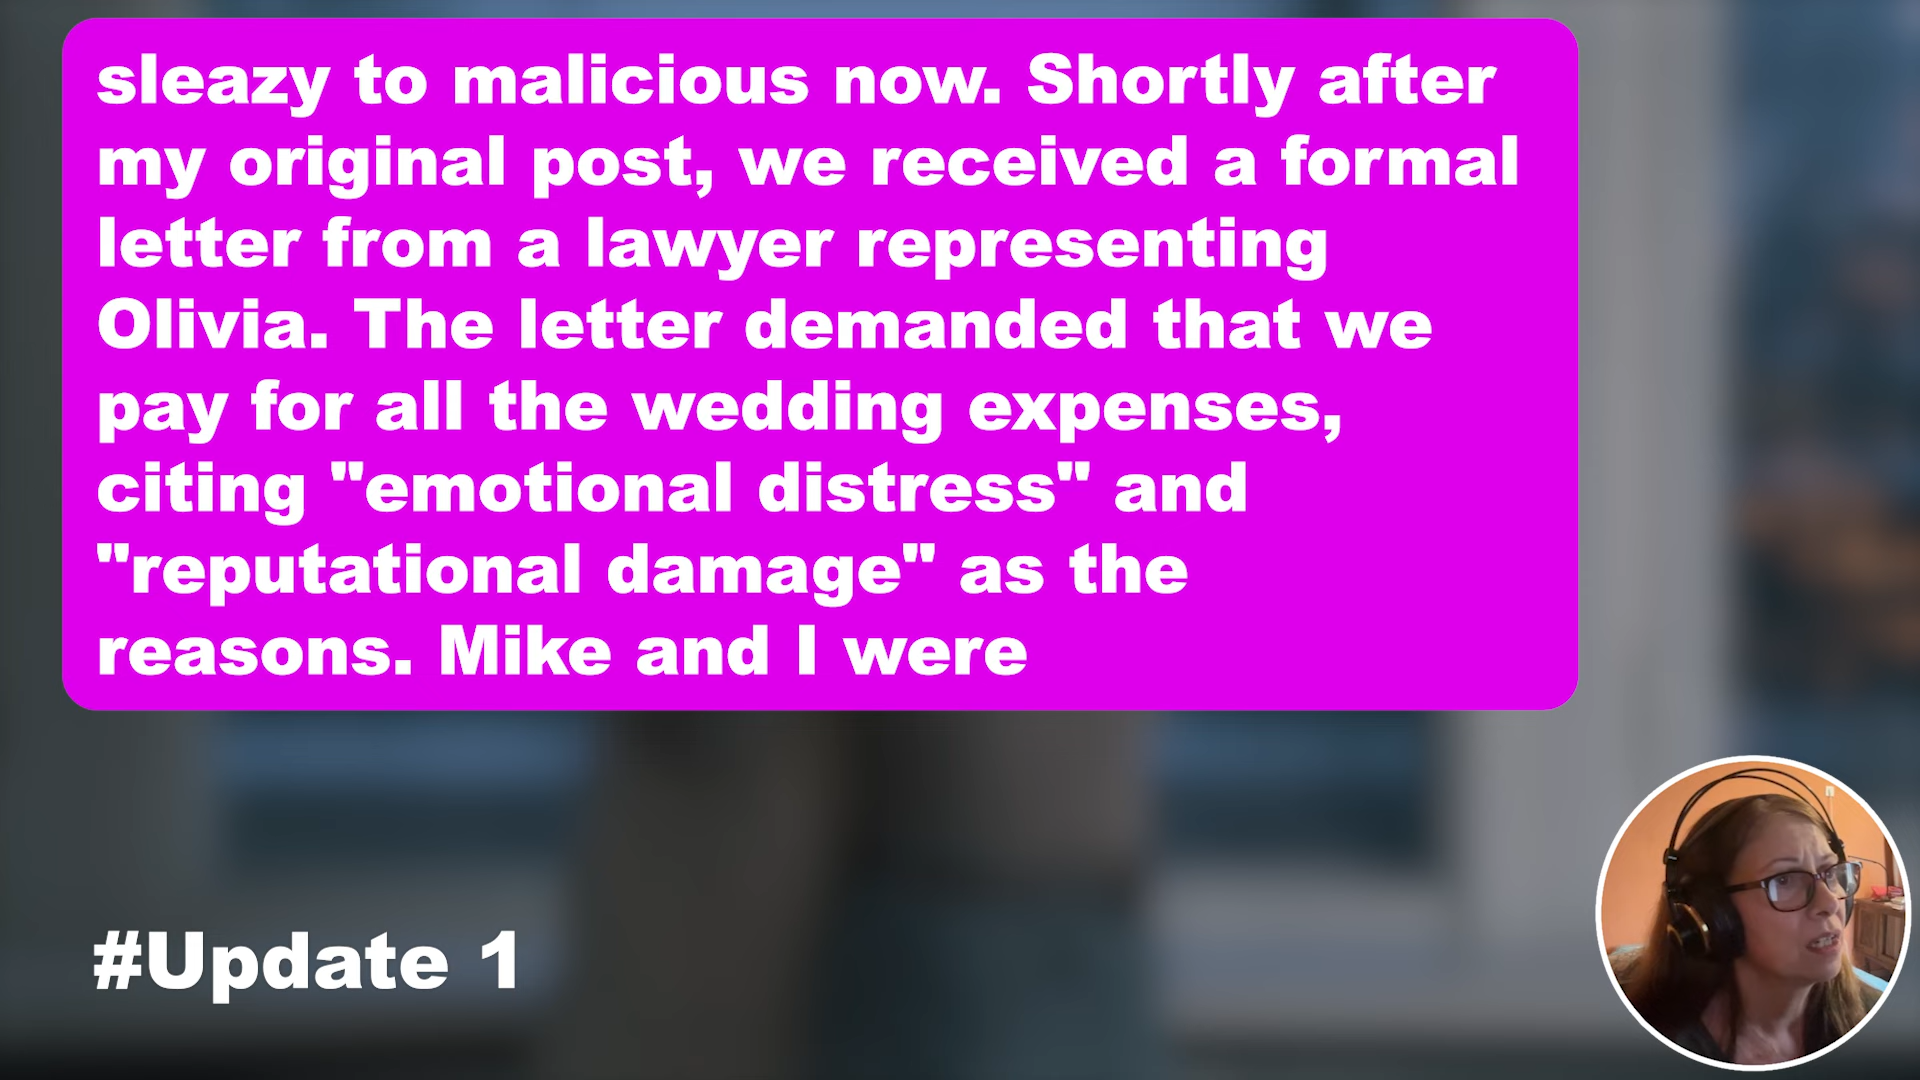 sleazy to malicious now. Shortly after
my original post, we received a formal
letter from a lawyer representing
Olivia. The letter demanded that we
pay for all the wedding expenses,
citing "emotional distress" and
"reputational damage" as the
reasons. Mike and I were
#Update 1